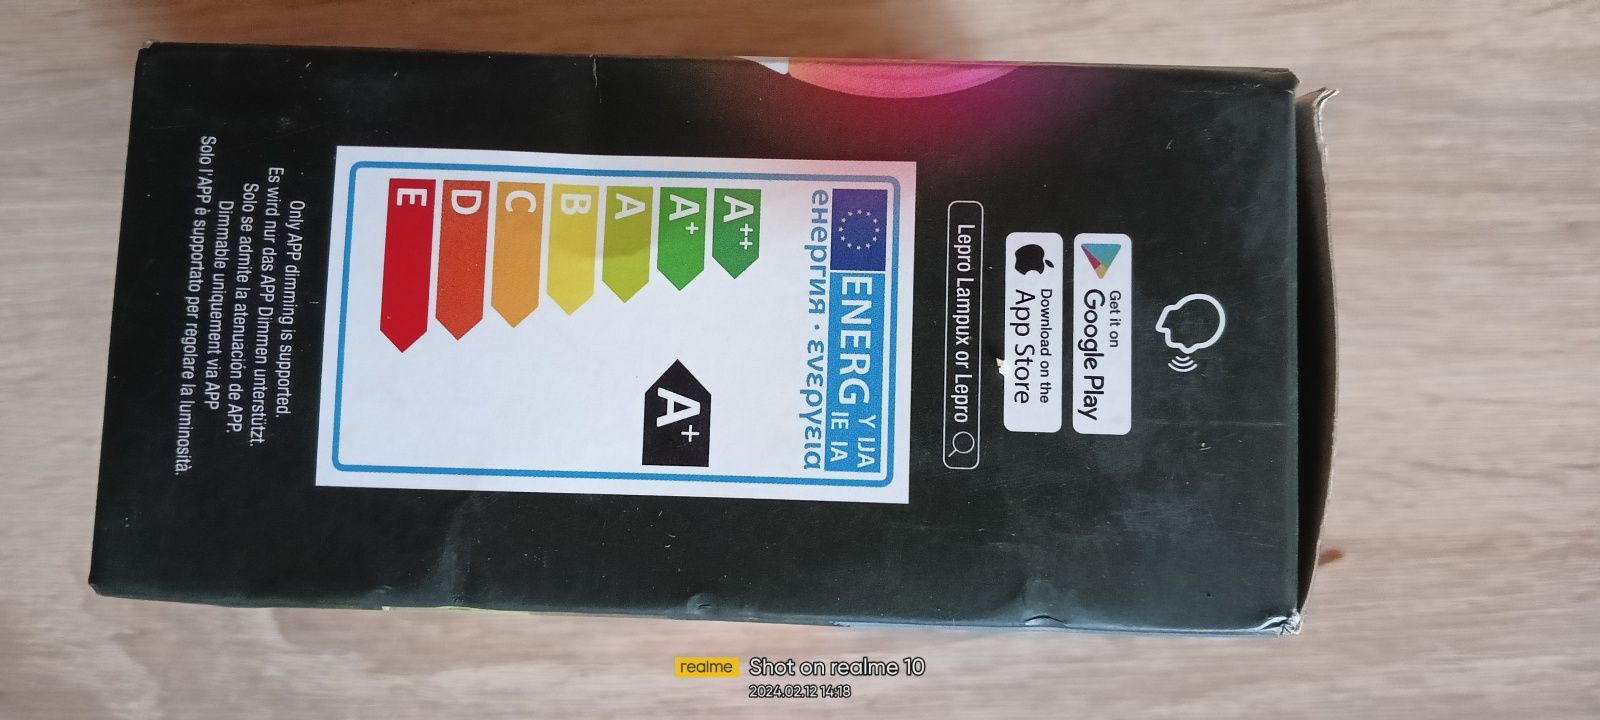 Get it on
Google Play
Download on the
App Store
Lepro Lampux or Lepro
ENERG
Y IJA
IE IA
енергия · ενεργεια
A++
A+
A
B
C
D
E
A+
Only APP dimming is supported.
Es wird nur das APP Dimmen unterstützt.
Solo se admite la atenuación de APP.
Dimmable uniquement via APP
Solo l'APP è supportato per regolare la luminosità.
realme Shot on realme 10
2024.02.12 14:18